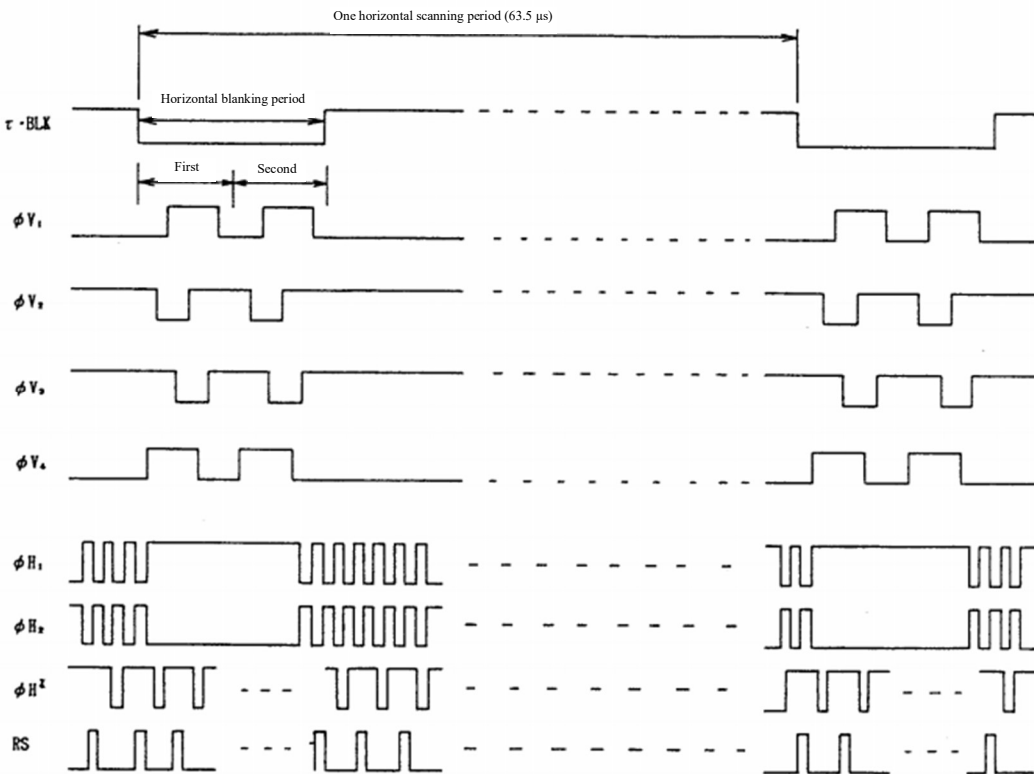 One horizontal scanning period (63.5 μs)
Horizontal blanking period
τ・BLK
First Second
φV₁
φV₂
φV₃
φV₄
φH₁
φH₂
φHᴵ
RS